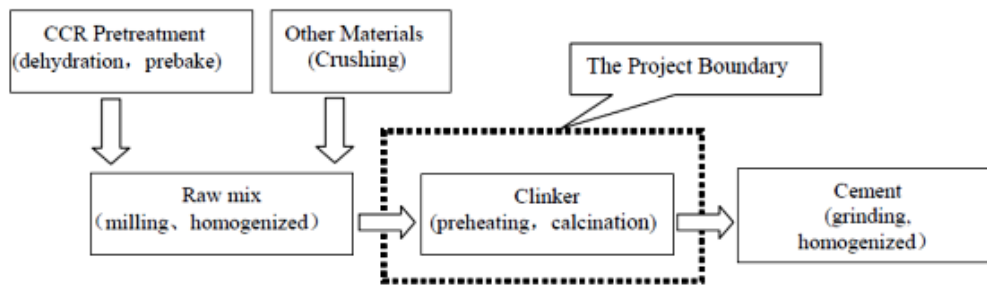 CCR Pretreatment
(dehydration，prebake)
Other Materials
(Crushing)
The Project Boundary
Raw mix
（milling、homogenized）
Clinker
(preheating，calcination)
Cement
(grinding,
homogenized）